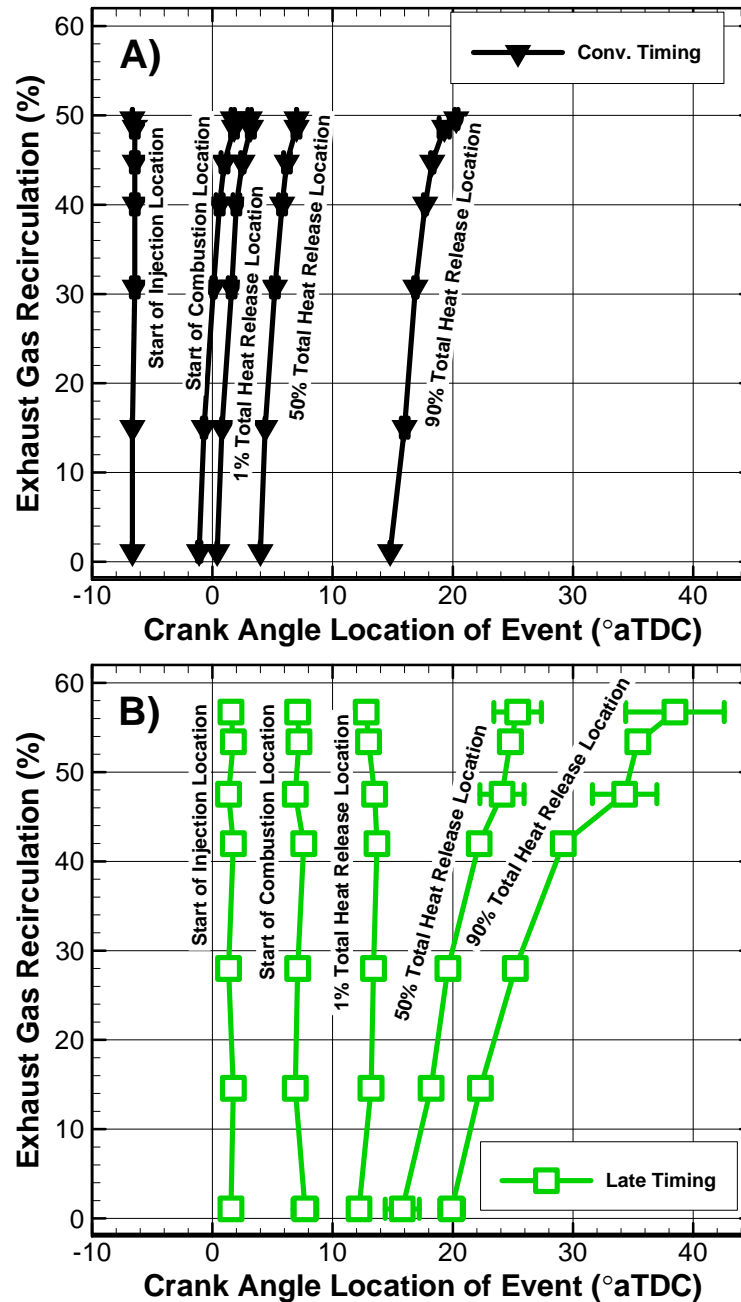 A)
Conv. Timing
Exhaust Gas Recirculation (%)
60
50
40
30
20
10
0
Start of Injection Location
Start of Combustion Location
1% Total Heat Release Location
50% Total Heat Release Location
90% Total Heat Release Location
-10 0 10 20 30 40
Crank Angle Location of Event (°aTDC)
B)
Exhaust Gas Recirculation (%)
60
50
40
30
20
10
0
Start of Injection Location
Start of Combustion Location
1% Total Heat Release Location
50% Total Heat Release Location
90% Total Heat Release Location
Late Timing
-10 0 10 20 30 40
Crank Angle Location of Event (°aTDC)